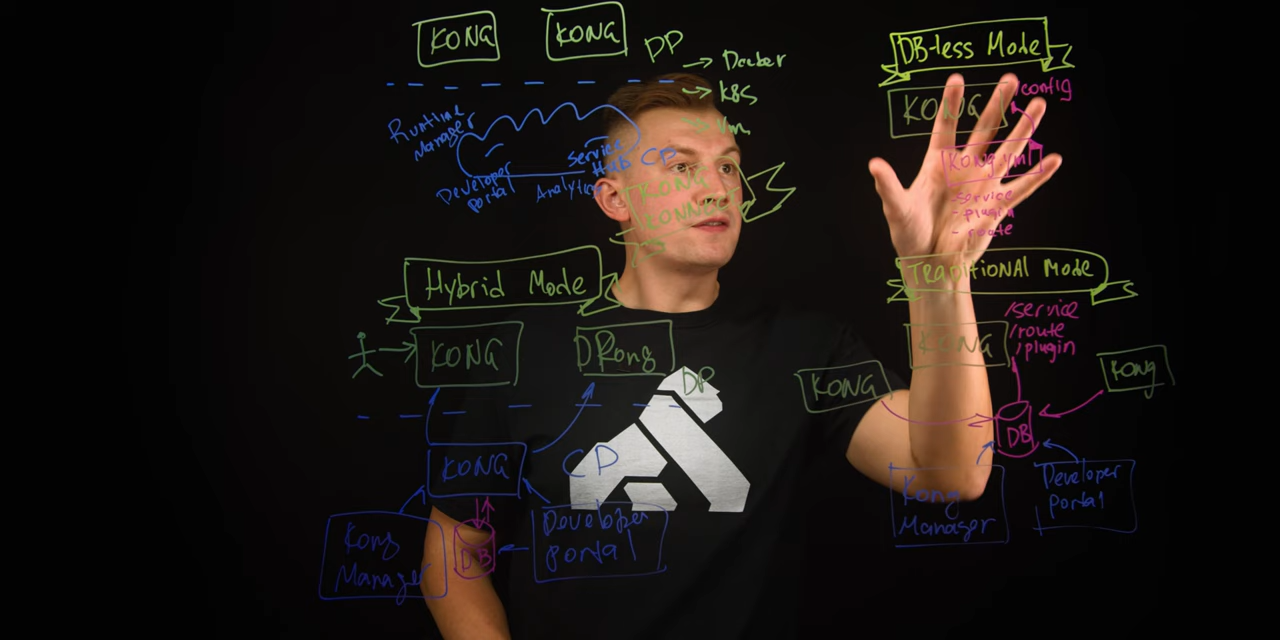 KONG
KONG
DP
→ Docker
→ K8S
→ Vm
Runtime
Manager
Service
Hub
CP
Developer
Portal
Analytics
KONG
KONNECT
Hybrid Mode
KONG
DP
CP
KONG
Kong
Manager
DB
Developer
Portal
DB-less Mode
KONG
/config
Kong.yml
- service
- plugin
- route
TRADITIONAL MODE
KONG
/service
/route
/plugin
KONG
Kong
DB
Kong
Manager
Developer
Portal